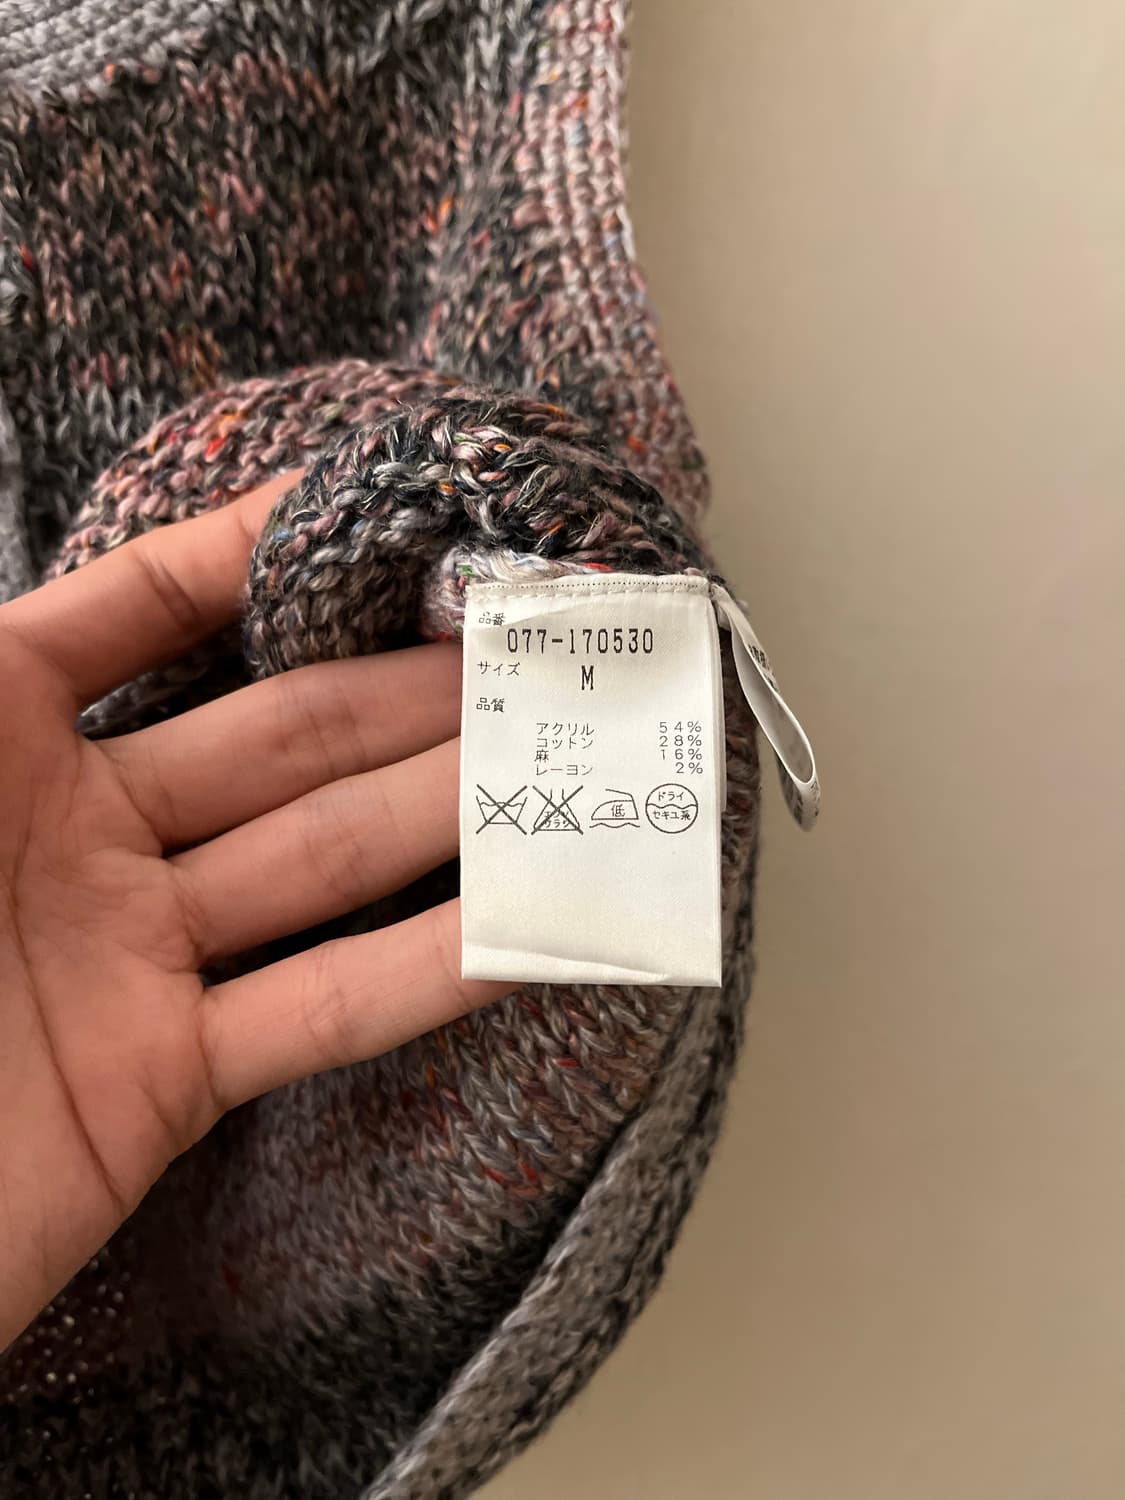 品番
077-170530
サイズ
M
品質
アクリル 54%
コットン 28%
麻 16%
レーヨン 2%
低
ドライ
セキユ系